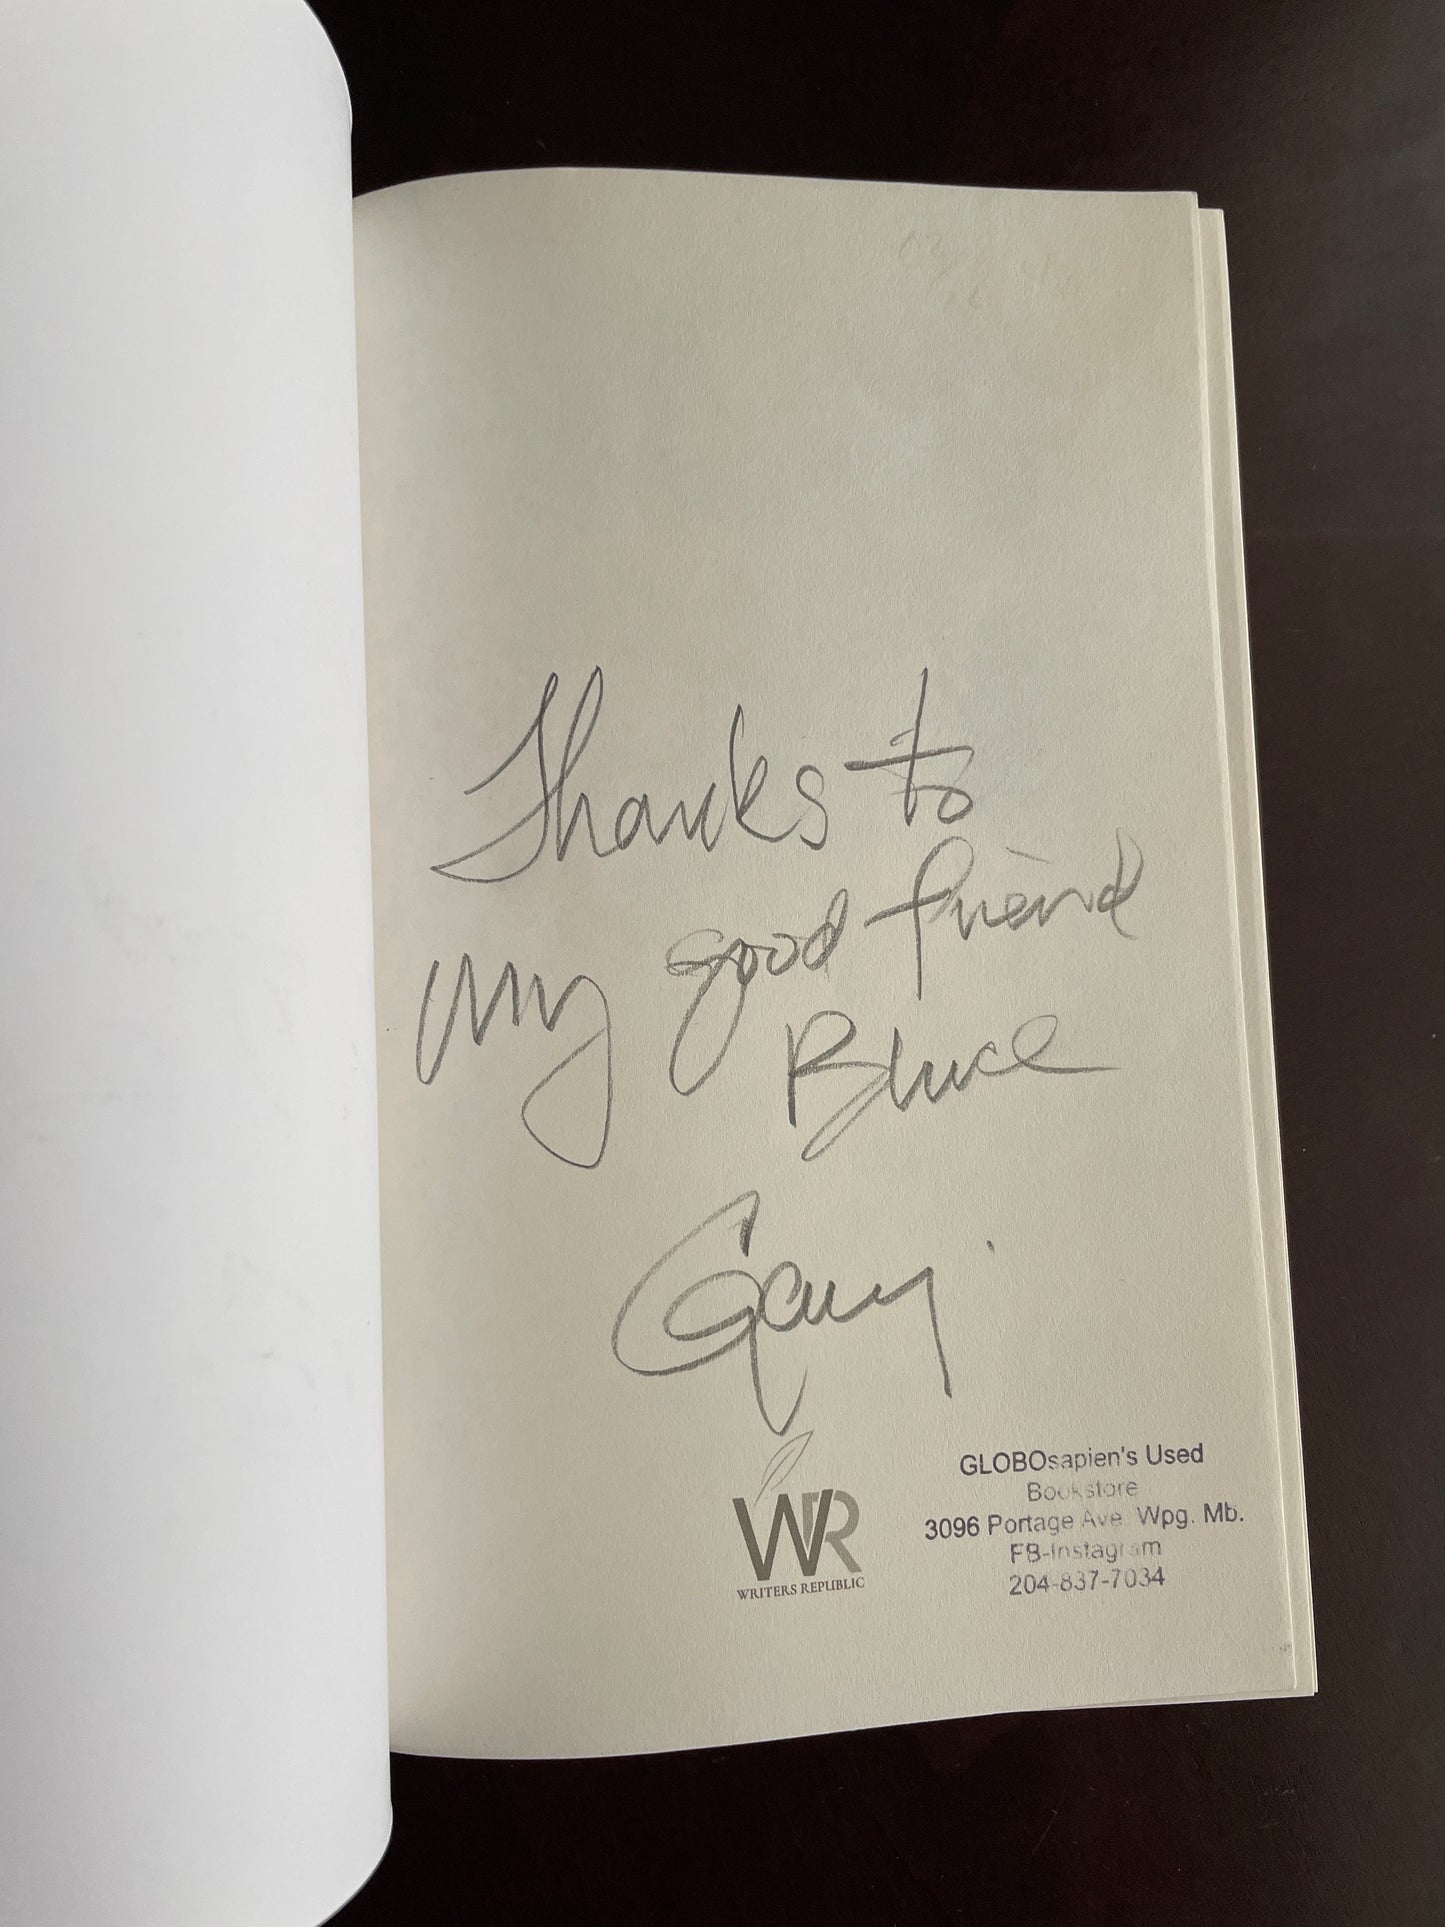 Thanks to
my good friend
Bruce
Gary
WR
WRITERS REPUBLIC
GLOBOsapien's Used
Bookstore
3096 Portage Ave. Wpg. Mb.
FB-Instagram
204-837-7034